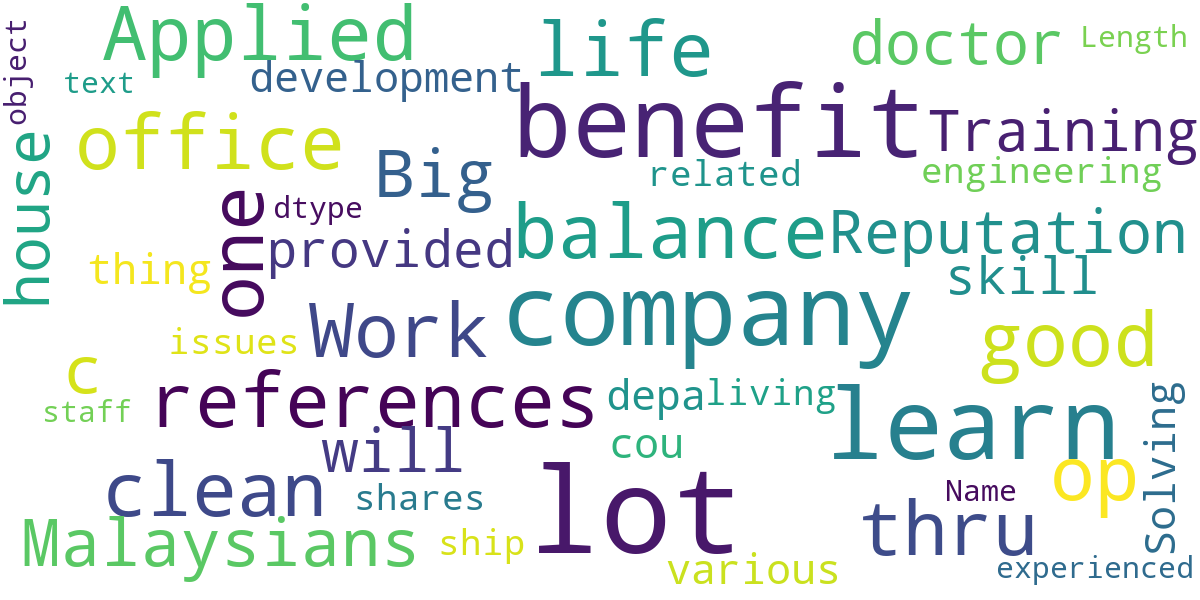 object
Applied
life
doctor
Length
text
development
benefit
Training
office
Big
related
engineering
house
one
dtype
balance
Reputation
provided
thing
skill
company
Work
good
issues
c
references
depa
living
learn
Solving
staff
cou
will
op
clean
shares
lot
Name
thru
Malaysians
ship
various
experienced